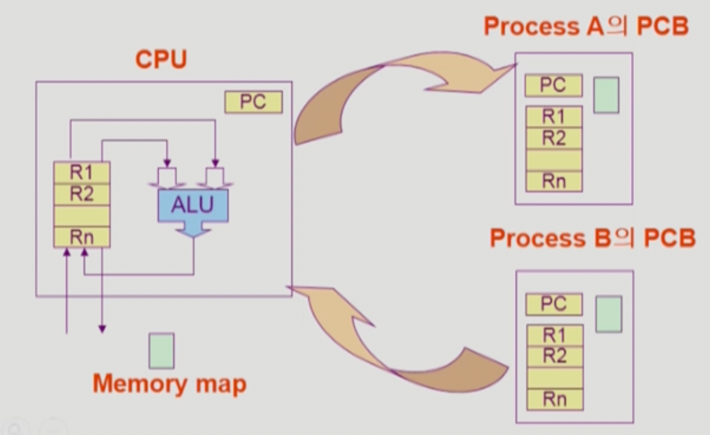 CPU
PC
R1
R2
Rn
ALU
Memory map
Process A의 PCB
PC
R1
R2
Rn
Process B의 PCB
PC
R1
R2
Rn